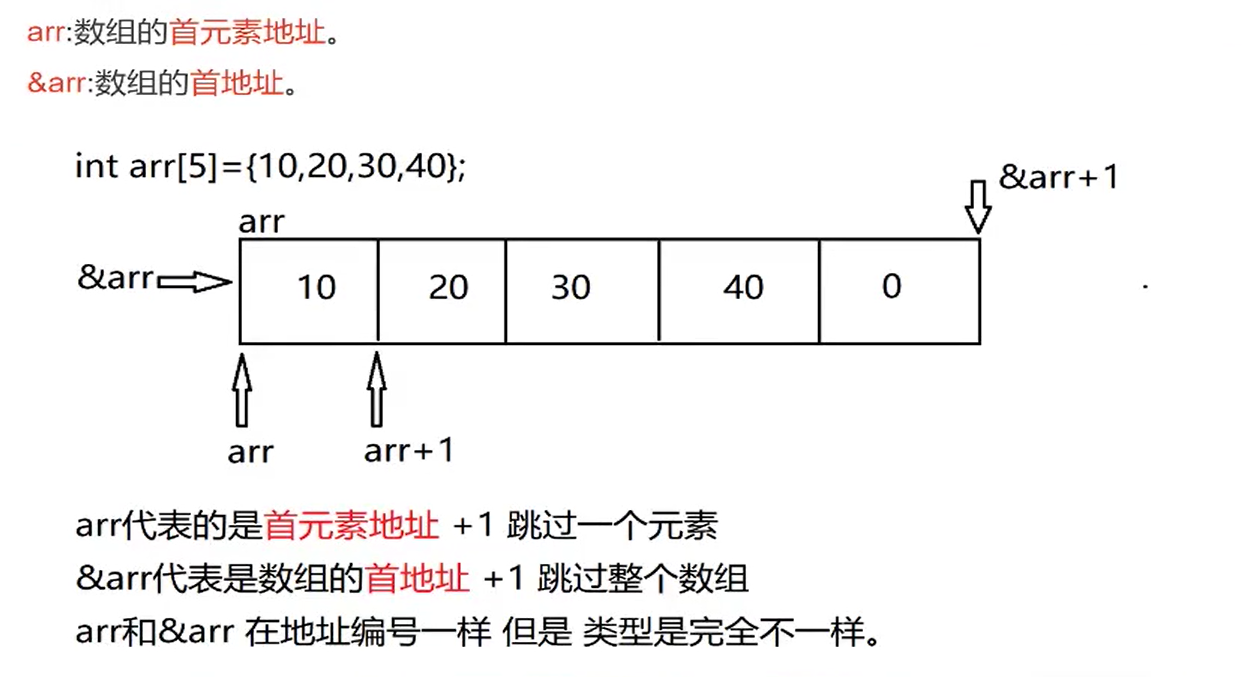 arr:数组的首元素地址。
&arr:数组的首地址。
int arr[5]={10,20,30,40};
&arr+1
arr
&arr
10 20 30 40 0
arr arr+1
arr代表的是首元素地址 +1 跳过一个元素
&arr代表是数组的首地址 +1 跳过整个数组
arr和&arr 在地址编号一样 但是 类型是完全不一样。